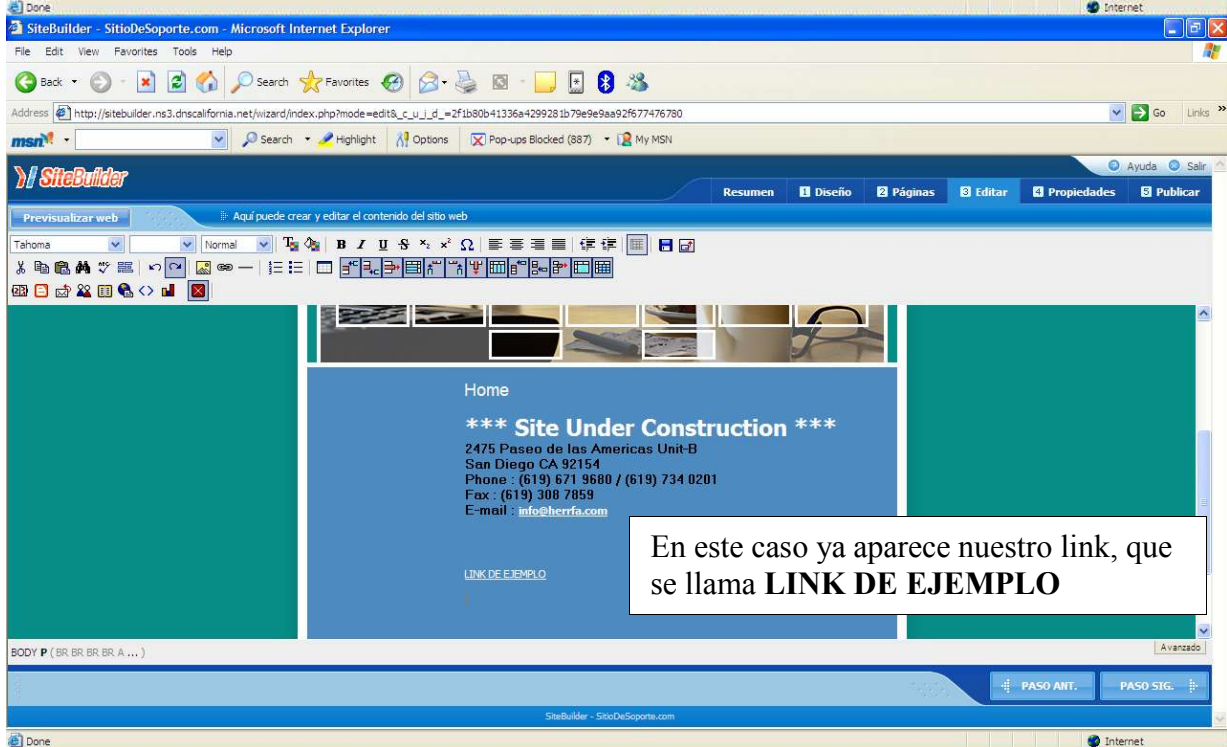 Done Internet
SiteBuilder - SitioDeSoporte.com - Microsoft Internet Explorer
File Edit View Favorites Tools Help
Back Search Favorites
Address http://sitebuilder.ns3.dnscalifornia.net/wizard/index.php?mode=edit&_c_u_i_d_=2f1b80b41336a4299281b79e9e9aa92f677476780 Go Links »
msn Search Highlight Options Pop-ups Blocked (887) My MSN
SiteBuilder Ayuda Salir
Resumen 1 Diseño 2 Páginas 3 Editar 4 Propiedades 5 Publicar
Previsualizar web Aquí puede crear y editar el contenido del sitio web
Tahoma Normal B I U S x₂ x² Ω
Home
*** Site Under Construction ***
2475 Paseo de las Americas Unit-B
San Diego CA 92154
Phone : (619) 671 9680 / (619) 734 0201
Fax : (619) 308 7859
E-mail : info@herrfa.com
En este caso ya aparece nuestro link, que
se llama LINK DE EJEMPLO
LINK DE EJEMPLO
BODY P ( BR BR BR BR A ... ) Avanzado
PASO ANT. PASO SIG.
SiteBuilder - SitioDeSoporte.com
Done Internet